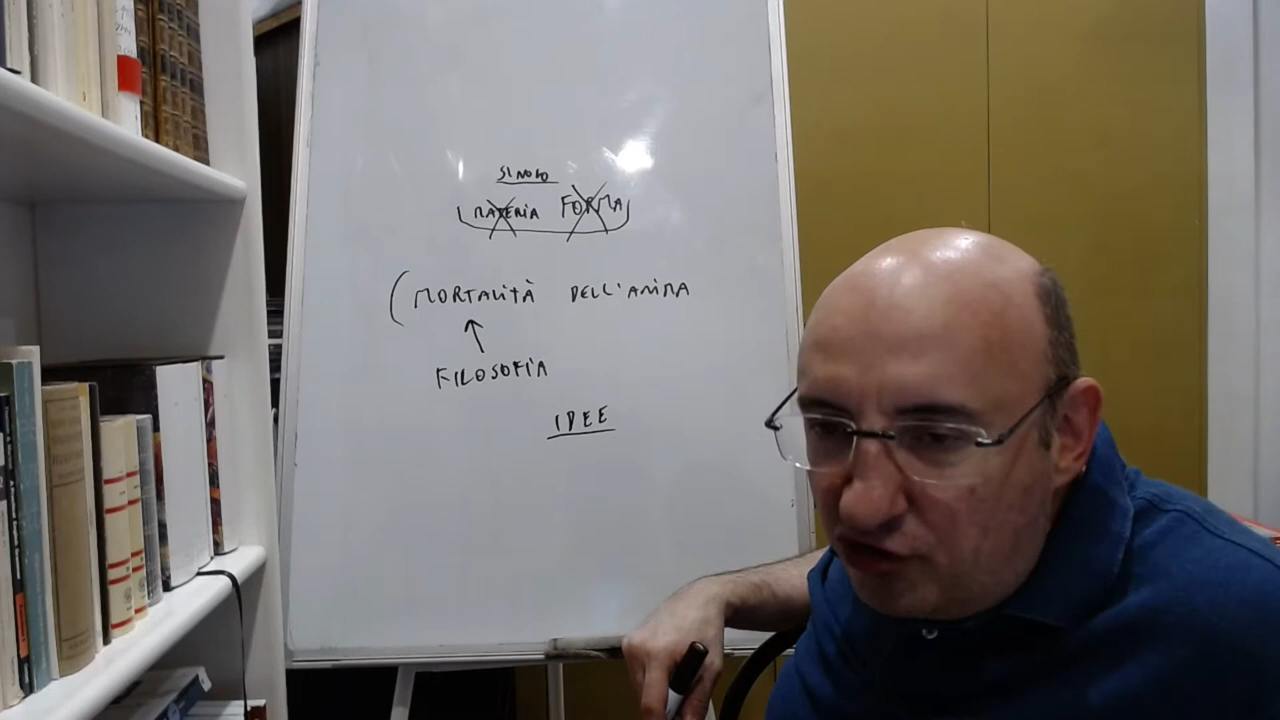 SINOLO
MATERIA FORMA
(MORTALITÀ DELL'ANIMA
FILOSOFIA
IDEE